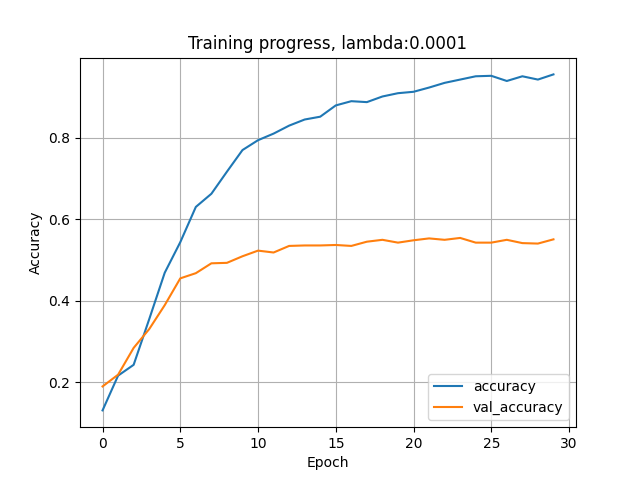 Training progress, lambda:0.0001
Accuracy
0.8
0.6
0.4
0.2
accuracy
val_accuracy
0 5 10 15 20 25 30
Epoch